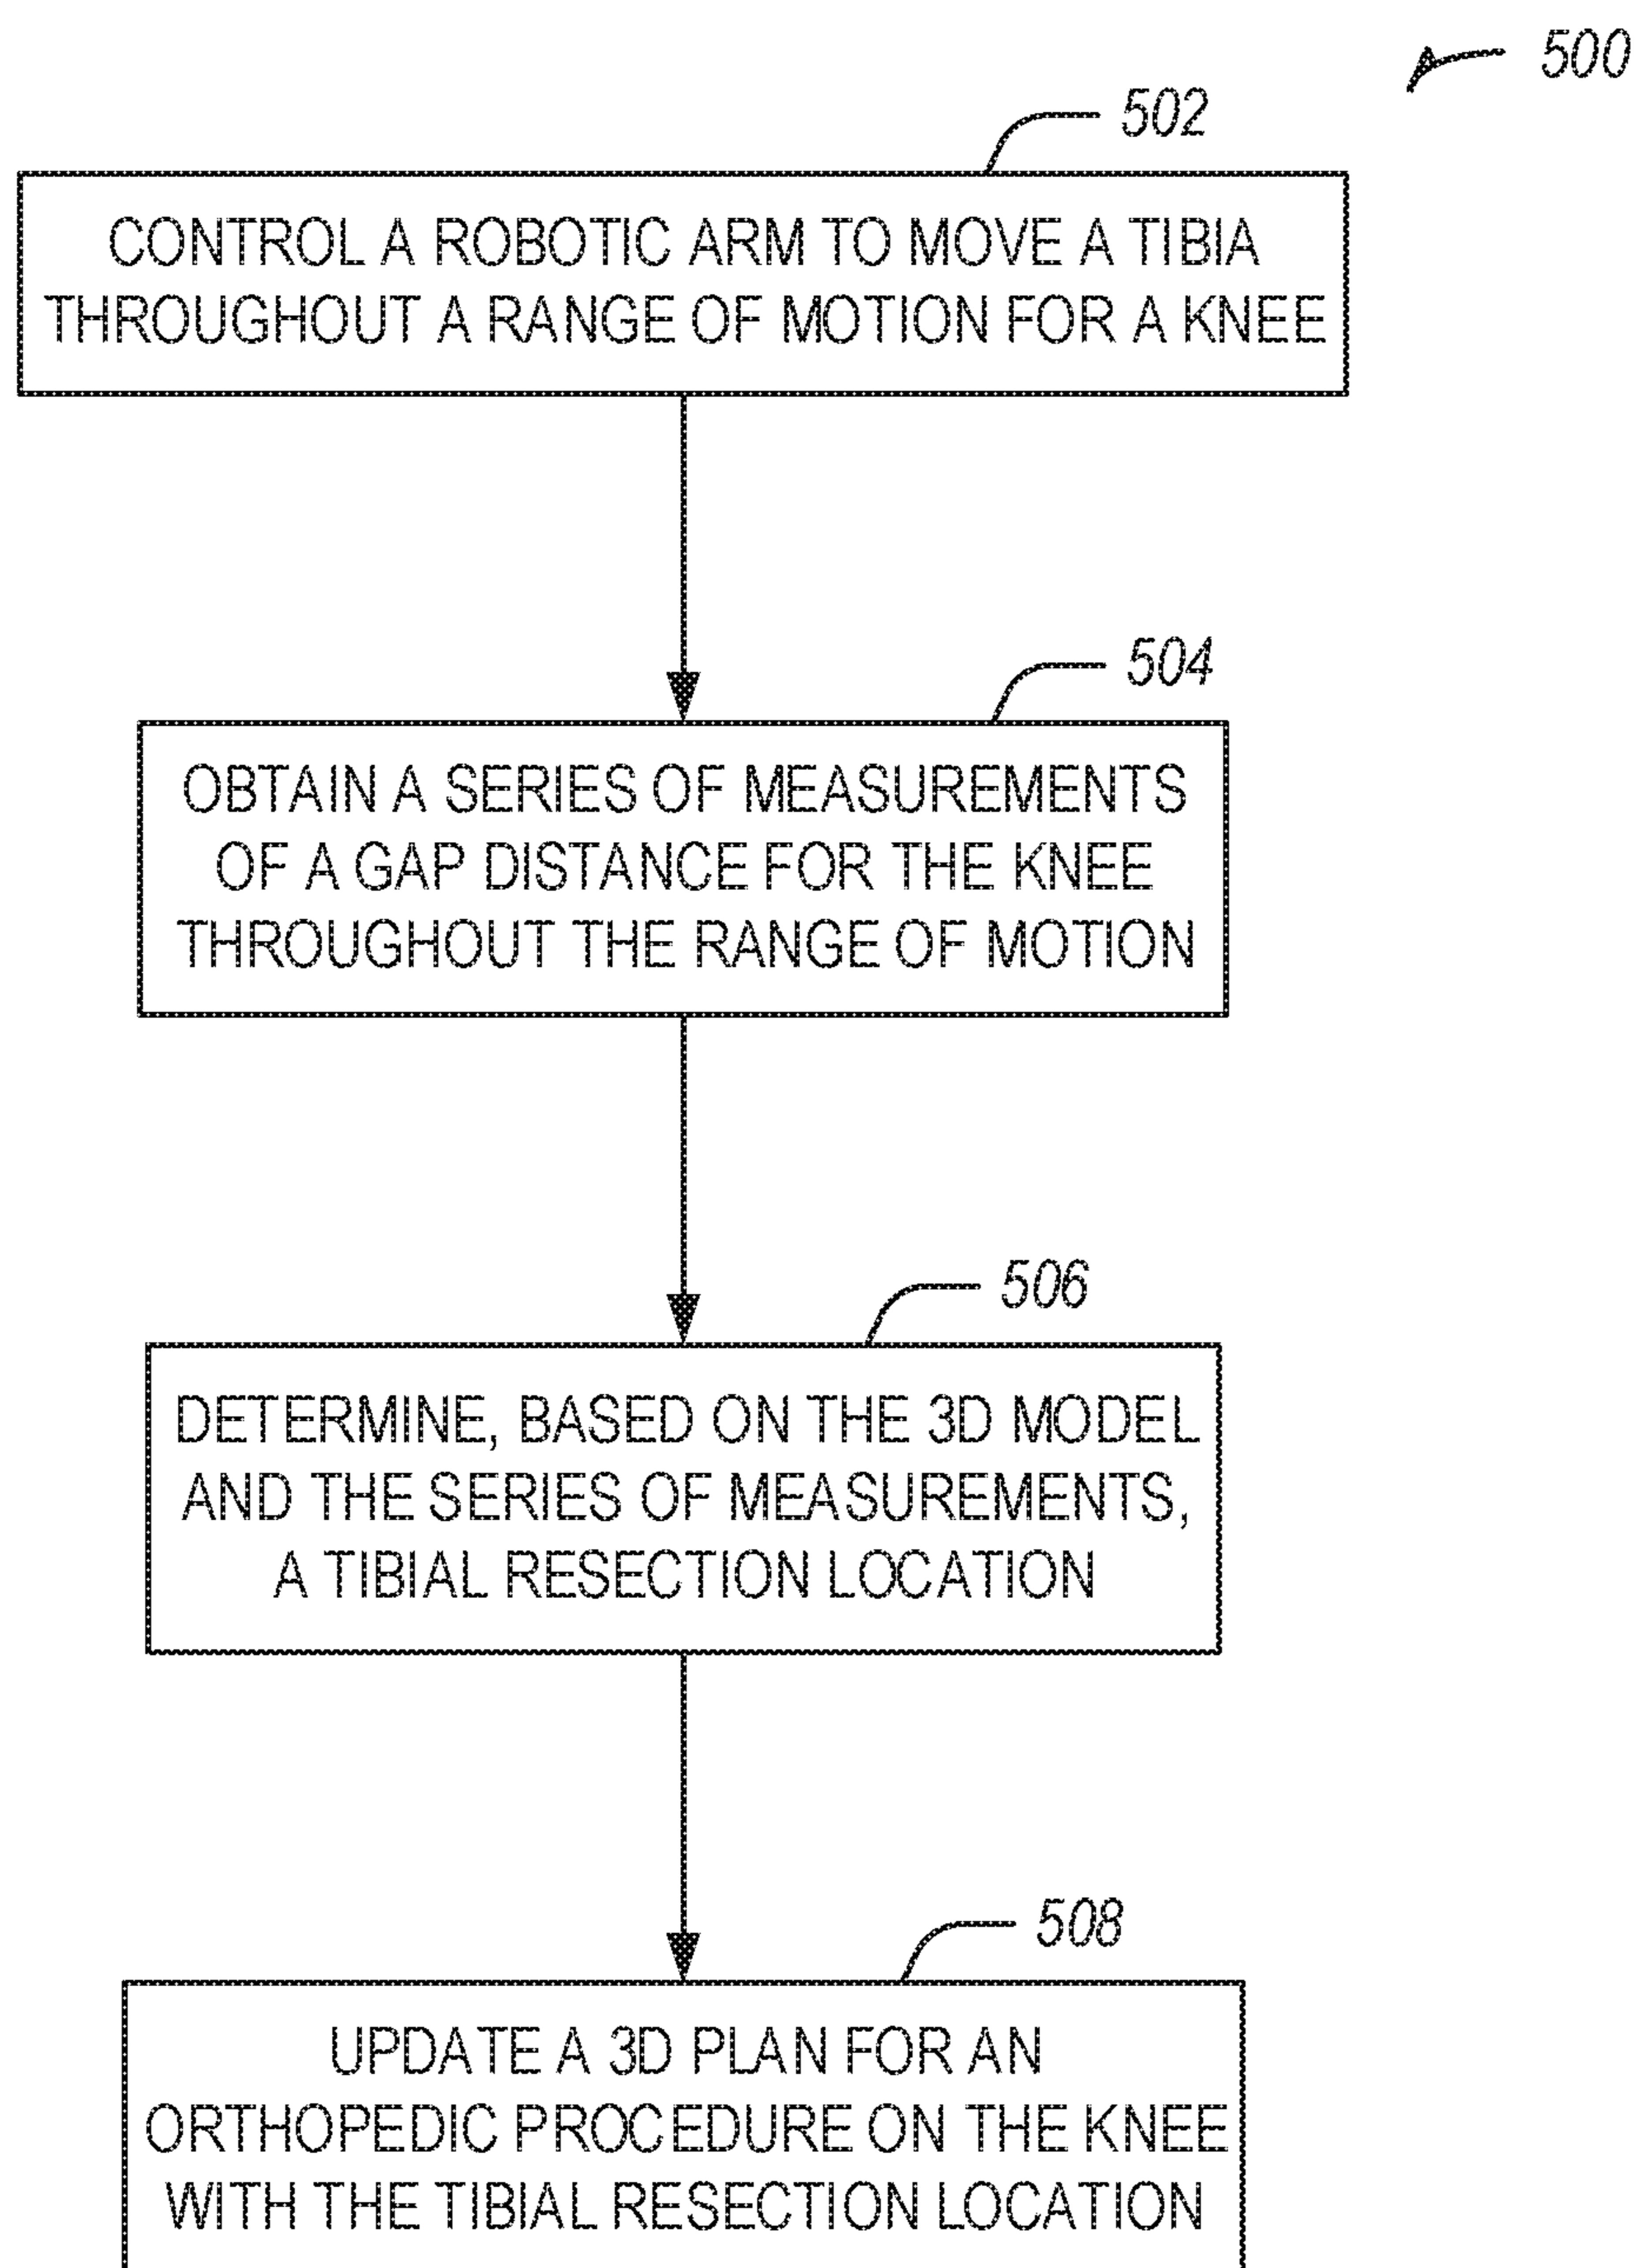 500
502
CONTROL A ROBOTIC ARM TO MOVE A TIBIA
THROUGHOUT A RANGE OF MOTION FOR A KNEE
504
OBTAIN A SERIES OF MEASUREMENTS
OF A GAP DISTANCE FOR THE KNEE
THROUGHOUT THE RANGE OF MOTION
506
DETERMINE, BASED ON THE 3D MODEL
AND THE SERIES OF MEASUREMENTS,
A TIBIAL RESECTION LOCATION
508
UPDATE A 3D PLAN FOR AN
ORTHOPEDIC PROCEDURE ON THE KNEE
WITH THE TIBIAL RESECTION LOCATION